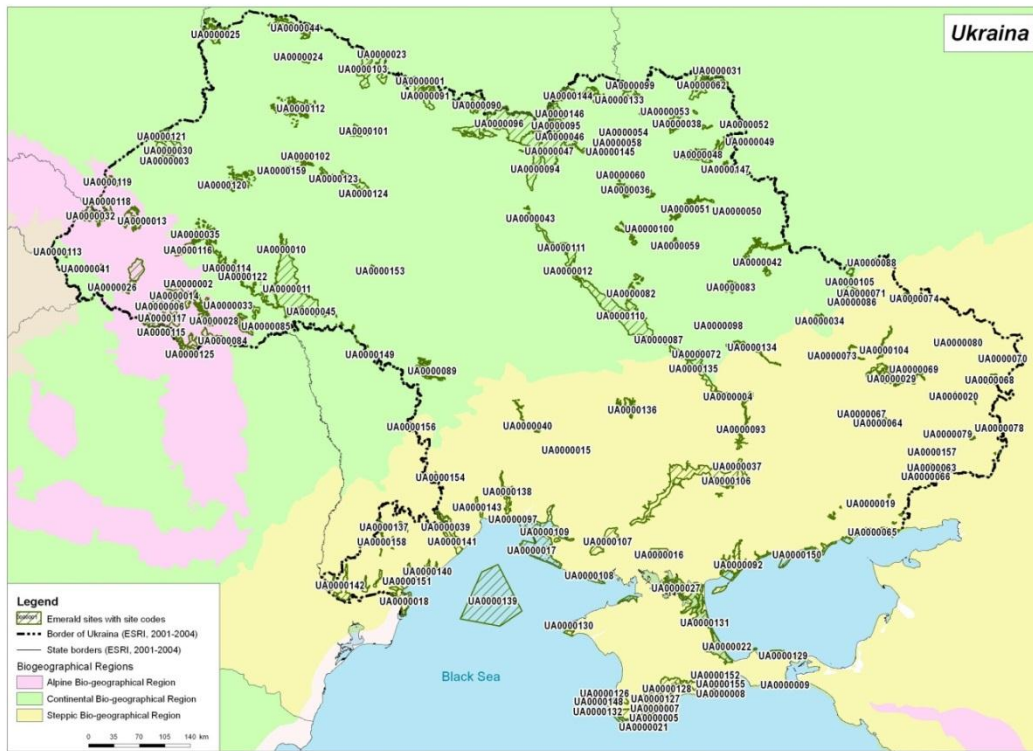 Ukraina
UA0000025
UA0000044
UA0000024
UA0000023
UA0000103
UA0000001
UA0000091
UA0000090
UA0000096
UA0000112
UA0000101
UA0000144
UA0000099
UA0000133
UA0000031
UA0000062
UA0000146
UA0000095
UA0000046
UA0000047
UA0000094
UA0000053
UA0000038
UA0000052
UA0000054
UA0000058
UA0000145
UA0000049
UA0000048
UA0000147
UA0000121
UA0000030
UA0000003
UA0000102
UA0000159
UA0000120
UA0000123
UA0000124
UA0000060
UA0000036
UA0000119
UA0000118
UA0000032
UA0000013
UA0000043
UA0000051
UA0000050
UA0000035
UA0000116
UA0000010
UA0000100
UA0000059
UA0000113
UA0000041
UA0000026
UA0000114
UA0000122
UA0000011
UA0000153
UA0000111
UA0000012
UA0000042
UA0000088
UA0000002
UA0000014
UA0000006
UA0000117
UA0000115
UA0000033
UA0000028
UA0000045
UA0000085
UA0000084
UA0000125
UA0000082
UA0000110
UA0000083
UA0000105
UA0000071
UA0000086
UA0000074
UA0000087
UA0000098
UA0000034
UA0000149
UA0000089
UA0000072
UA0000135
UA0000134
UA0000073
UA0000104
UA0000080
UA0000070
UA0000069
UA0000029
UA0000068
UA0000020
UA0000004
UA0000136
UA0000040
UA0000015
UA0000093
UA0000067
UA0000064
UA0000079
UA0000078
UA0000156
UA0000157
UA0000063
UA0000066
UA0000037
UA0000106
UA0000154
UA0000138
UA0000143
UA0000097
UA0000019
UA0000065
UA0000137
UA0000158
UA0000039
UA0000141
UA0000109
UA0000017
UA0000107
UA0000016
UA0000150
UA0000092
UA0000108
UA0000027
UA0000142
UA0000151
UA0000140
UA0000018
UA0000139
UA0000130
UA0000131
UA0000022
UA0000129
UA0000152
UA0000155
UA0000008
UA0000009
UA0000128
UA0000126
UA0000148
UA0000132
UA0000127
UA0000007
UA0000005
UA0000021
Black Sea
Legend
Emerald sites with site codes
Border of Ukraina (ESRI, 2001-2004)
State borders (ESRI, 2001-2004)
Biogeographical Regions
Alpine Bio-geographical Region
Continental Bio-geographical Region
Steppic Bio-geographical Region
0 35 70 105 140 km